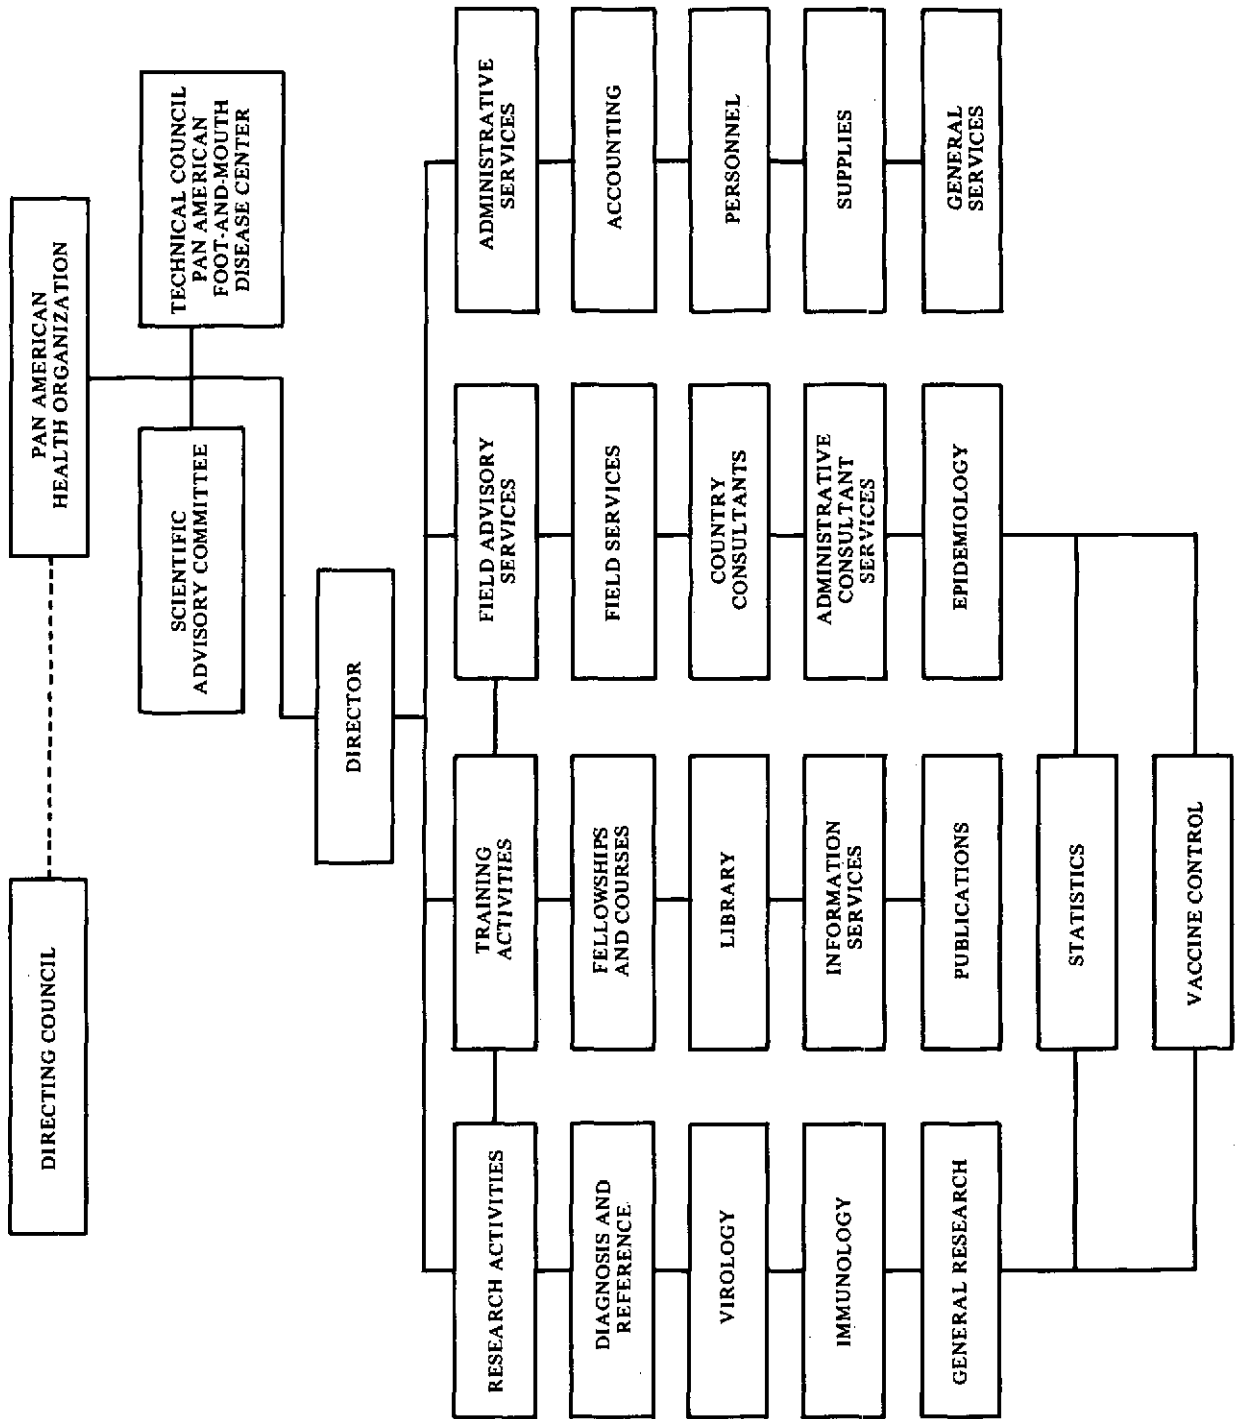 DIRECTING COUNCIL
PAN AMERICAN
HEALTH ORGANIZATION
SCIENTIFIC
ADVISORY COMMITTEE
TECHNICAL COUNCIL
PAN AMERICAN
FOOT-AND-MOUTH
DISEASE CENTER
DIRECTOR
RESEARCH ACTIVITIES
TRAINING
ACTIVITIES
FIELD ADVISORY
SERVICES
ADMINISTRATIVE
SERVICES
DIAGNOSIS AND
REFERENCE
FELLOWSHIPS
AND COURSES
FIELD SERVICES
ACCOUNTING
VIROLOGY
LIBRARY
COUNTRY
CONSULTANTS
PERSONNEL
IMMUNOLOGY
INFORMATION
SERVICES
ADMINISTRATIVE
CONSULTANT
SERVICES
SUPPLIES
GENERAL RESEARCH
PUBLICATIONS
EPIDEMIOLOGY
GENERAL
SERVICES
STATISTICS
VACCINE CONTROL